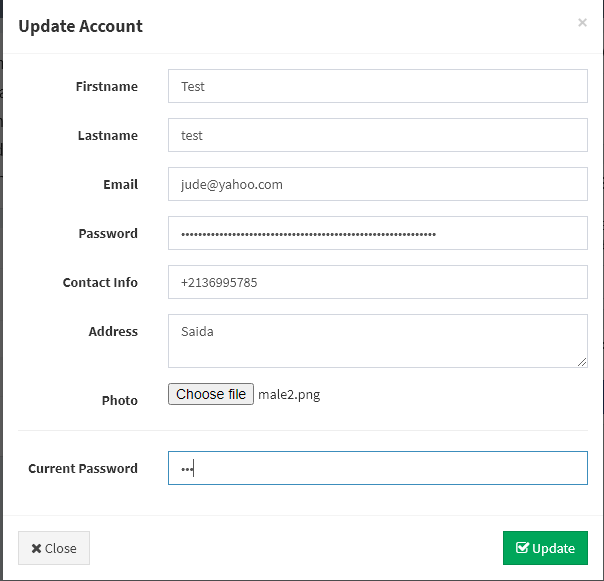 Update Account ×
Firstname Test
Lastname test
Email jude@yahoo.com
Password ••••••••••••••••••••••••••••••••••••••••••••••••••••••••••••
Contact Info +2136995785
Address Saida
Photo Choose file male2.png
Current Password •••
✖ Close Update